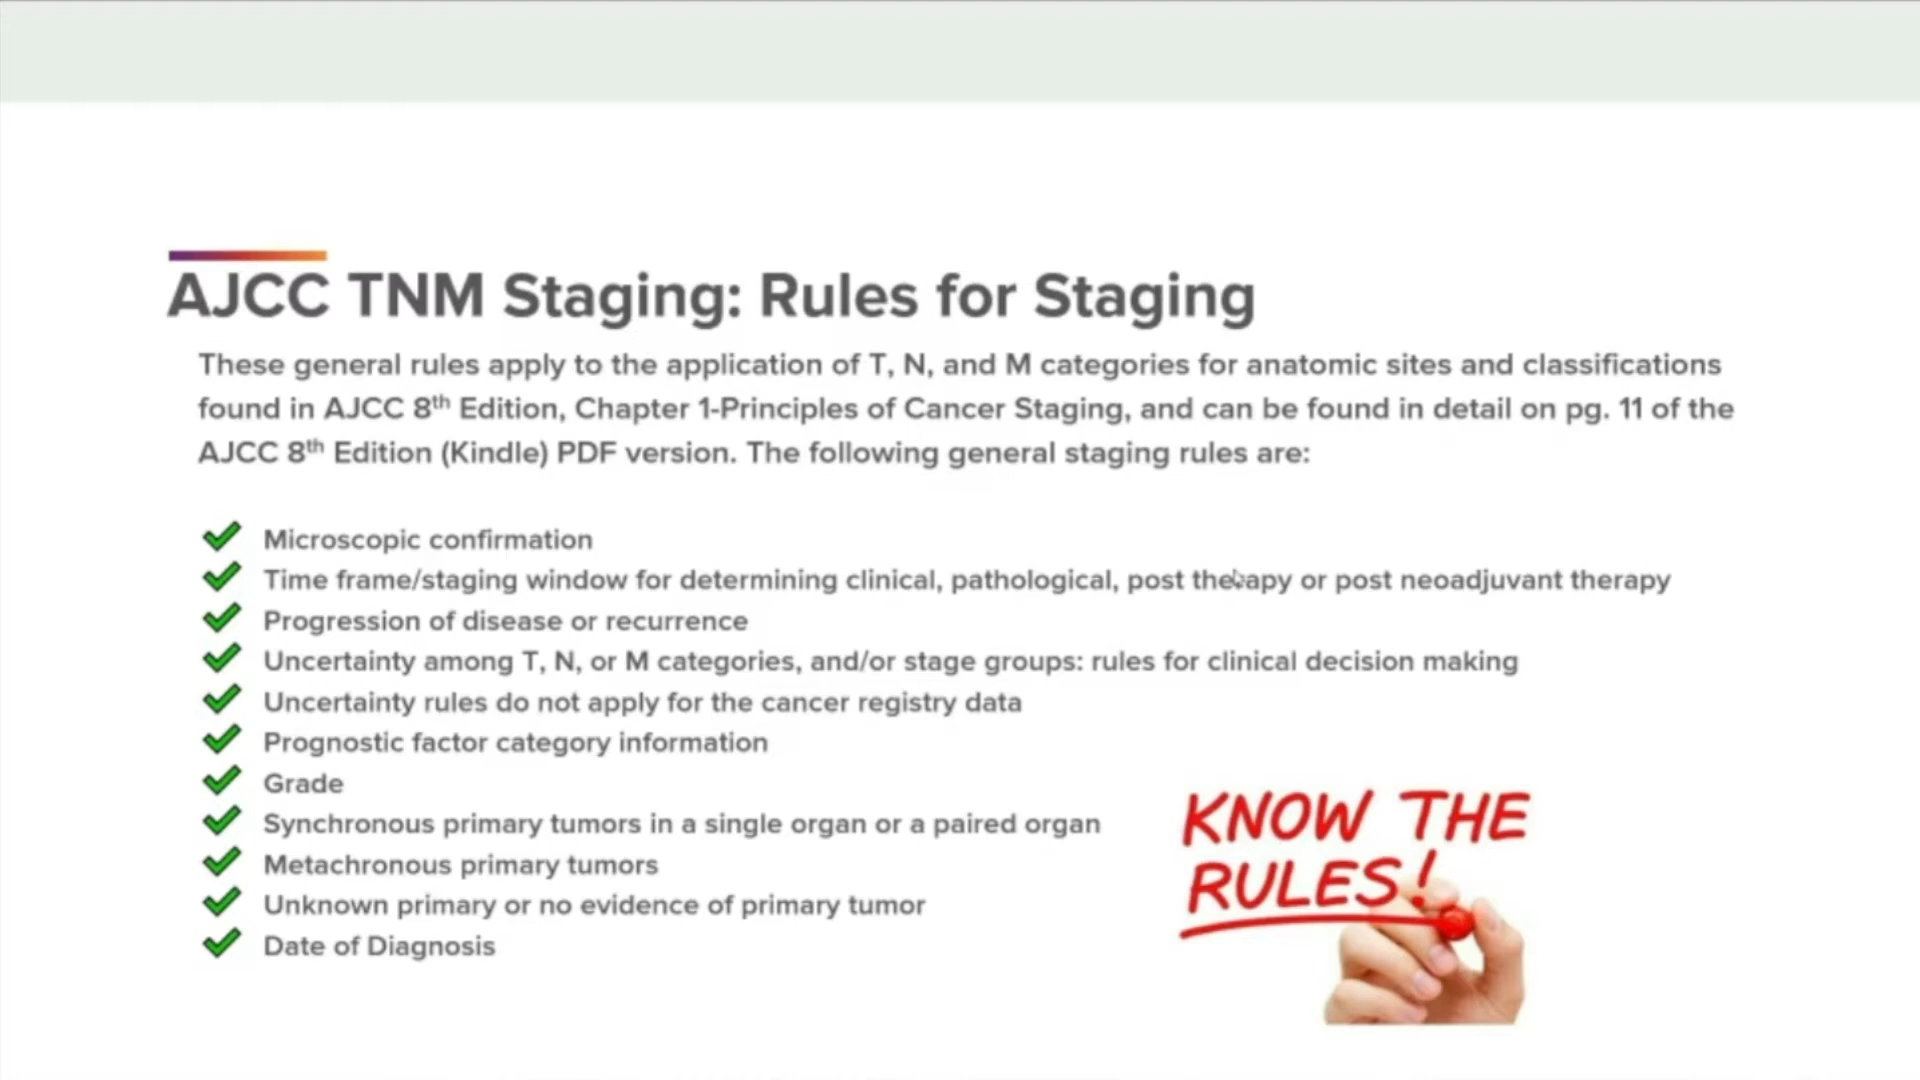 AJCC TNM Staging: Rules for Staging
These general rules apply to the application of T, N, and M categories for anatomic sites and classifications
found in AJCC 8th Edition, Chapter 1-Principles of Cancer Staging, and can be found in detail on pg. 11 of the
AJCC 8th Edition (Kindle) PDF version. The following general staging rules are:
Microscopic confirmation
Time frame/staging window for determining clinical, pathological, post therapy or post neoadjuvant therapy
Progression of disease or recurrence
Uncertainty among T, N, or M categories, and/or stage groups: rules for clinical decision making
Uncertainty rules do not apply for the cancer registry data
Prognostic factor category information
Grade
Synchronous primary tumors in a single organ or a paired organ
Metachronous primary tumors
Unknown primary or no evidence of primary tumor
Date of Diagnosis
KNOW THE
RULES!